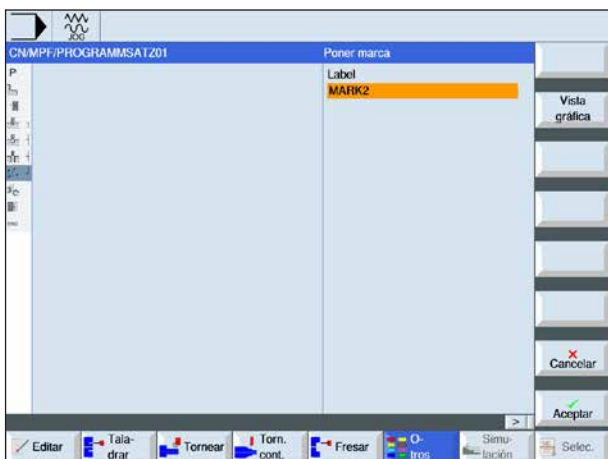 JOG
CN/MPF/PROGRAMMSATZ01
Poner marca
P
Label
MARK2
Vista
gráfica
Cancelar
Aceptar
>
Editar
Tala-
drar
Tornear
Torn.
cont.
Fresar
O-
tros
Simu-
lación
Selec.